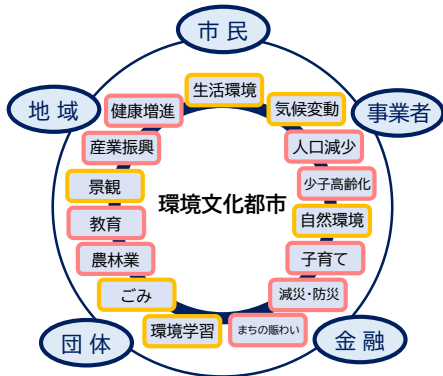 市民
地域
事業者
生活環境
健康増進
気候変動
産業振興
人口減少
景観
少子高齢化
環境文化都市
教育
自然環境
農林業
子育て
ごみ
減災・防災
環境学習
まちの賑わい
団体
金融